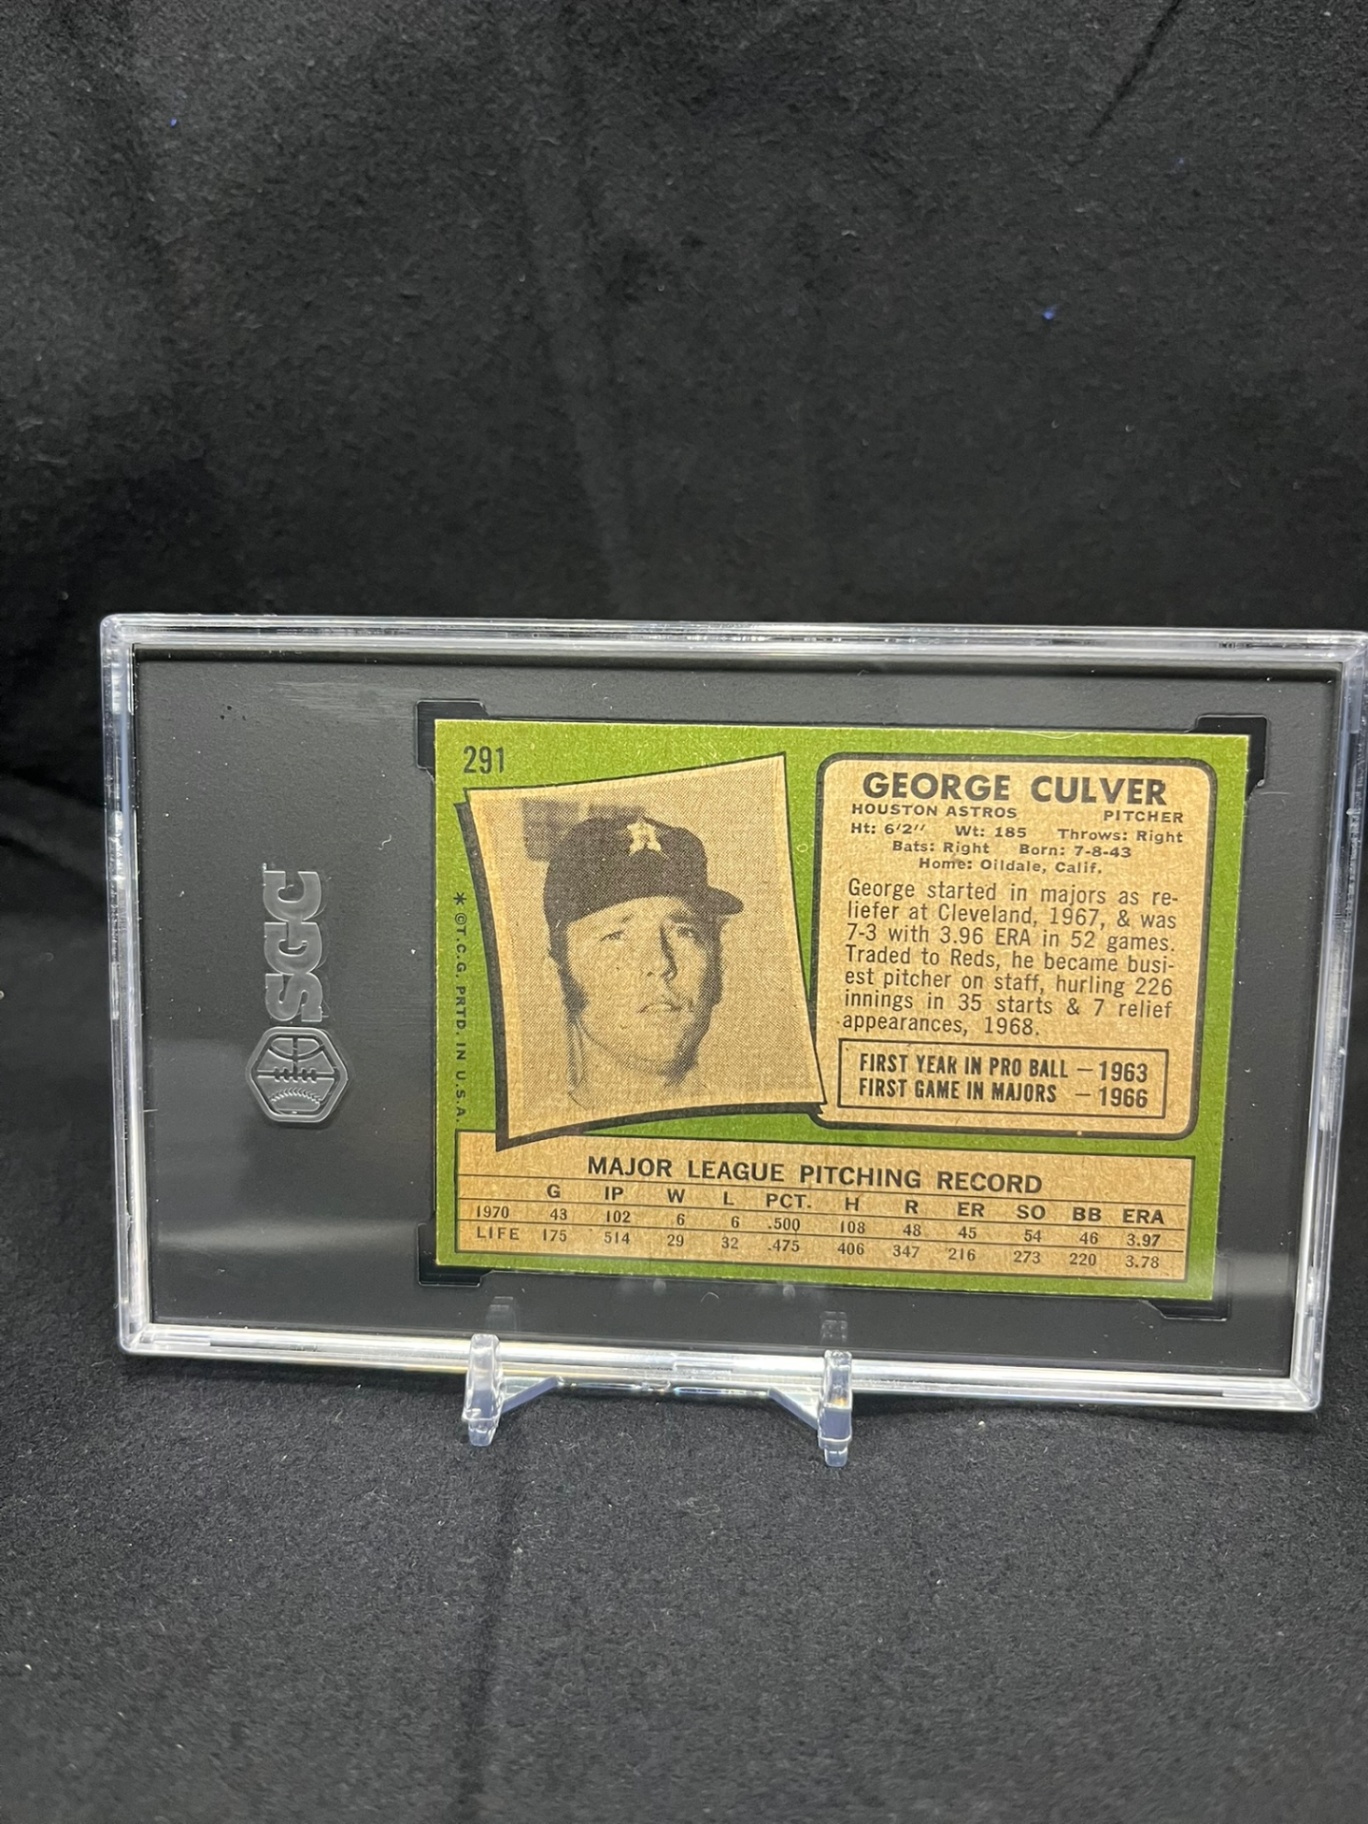 SGC
291
GEORGE CULVER
HOUSTON ASTROS PITCHER
Ht: 6'2'' Wt: 185 Throws: Right
Bats: Right Born: 7-8-43
Home: Oildale, Calif.
George started in majors as re-
liefer at Cleveland, 1967, & was
7-3 with 3.96 ERA in 52 games.
Traded to Reds, he became busi-
est pitcher on staff, hurling 226
innings in 35 starts & 7 relief
appearances, 1968.
FIRST YEAR IN PRO BALL — 1963
FIRST GAME IN MAJORS — 1966
* © T.C.G. PRTD. IN U.S.A.
MAJOR LEAGUE PITCHING RECORD
G IP W L PCT. H R ER SO BB ERA
1970 43 102 6 6 .500 108 48 45 54 46 3.97
LIFE 175 514 29 32 .475 406 347 216 273 220 3.78